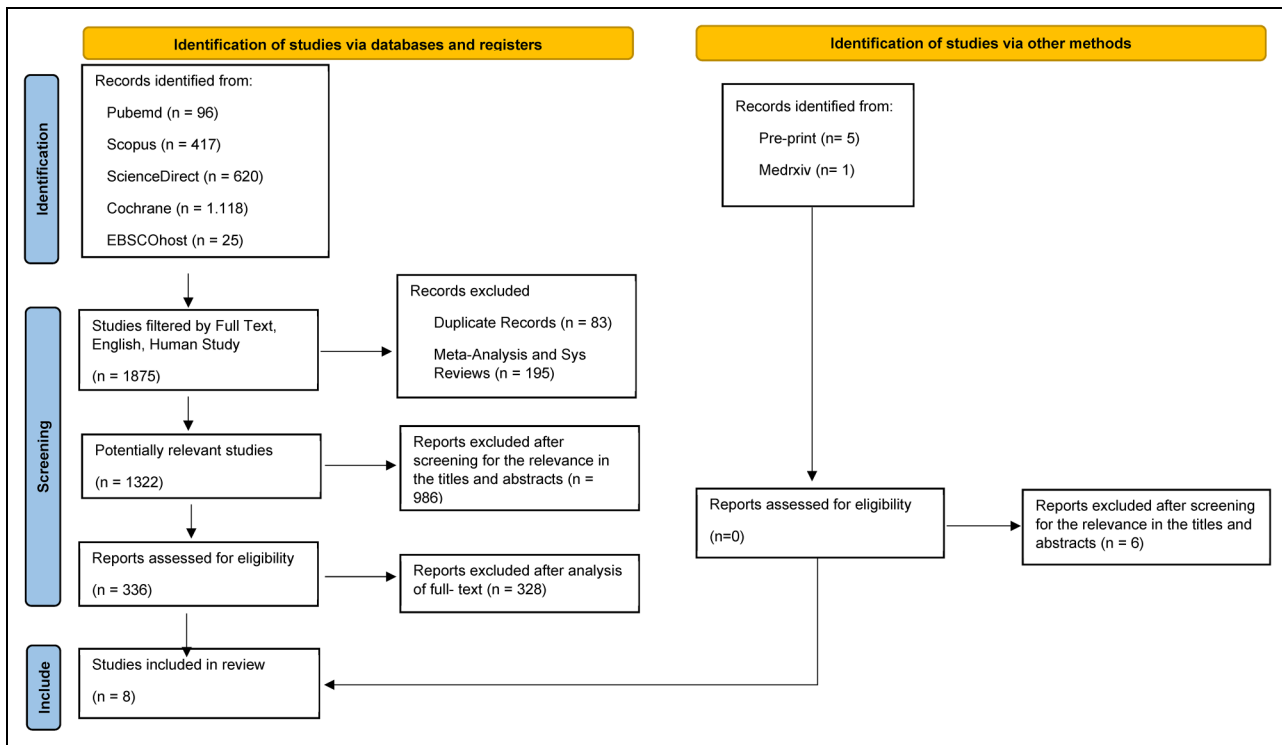 Identification of studies via databases and registers
Identification of studies via other methods
Identification
Records identified from:
Pubemd (n = 96)
Scopus (n = 417)
ScienceDirect (n = 620)
Cochrane (n = 1.118)
EBSCOhost (n = 25)
Records identified from:
Pre-print (n= 5)
Medrxiv (n= 1)
Screening
Studies filtered by Full Text,
English, Human Study
(n = 1875)
Records excluded
Duplicate Records (n = 83)
Meta-Analysis and Sys
Reviews (n = 195)
Potentially relevant studies
(n = 1322)
Reports excluded after
screening for the relevance in
the titles and abstracts (n =
986)
Reports assessed for eligibility
(n = 336)
Reports excluded after analysis
of full- text (n = 328)
Reports assessed for eligibility
(n=0)
Reports excluded after screening
for the relevance in the titles and
abstracts (n = 6)
Include
Studies included in review
(n = 8)